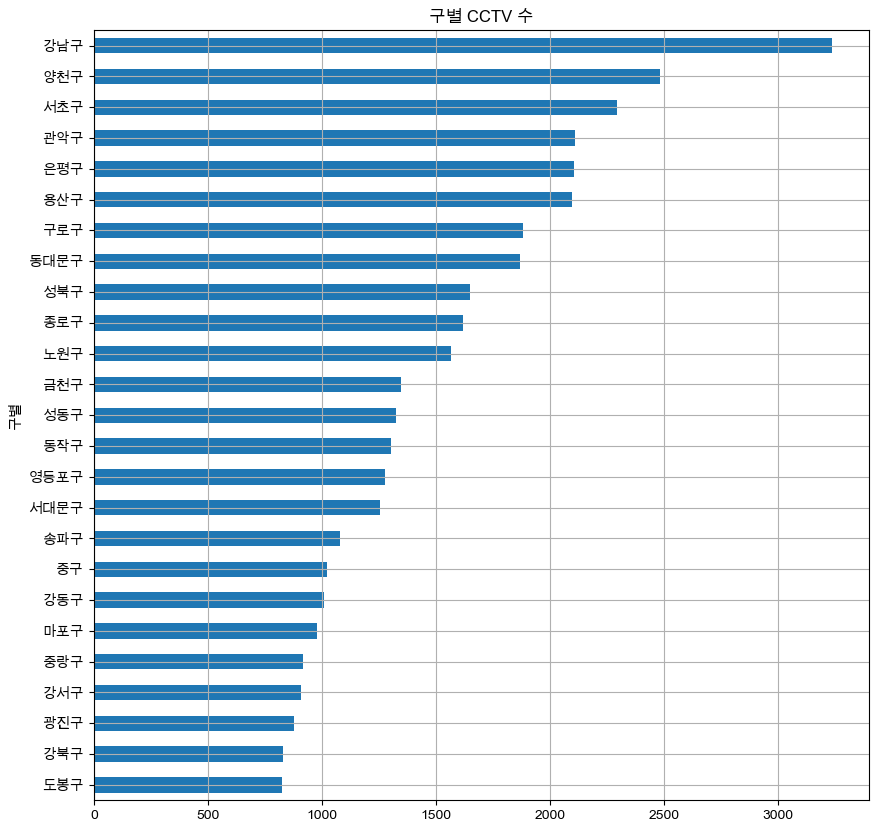 구별 CCTV 수
강남구
양천구
서초구
관악구
은평구
용산구
구로구
동대문구
성북구
종로구
노원구
금천구
성동구
동작구
영등포구
서대문구
송파구
중구
강동구
마포구
중랑구
강서구
광진구
강북구
도봉구
구별
0 500 1000 1500 2000 2500 3000